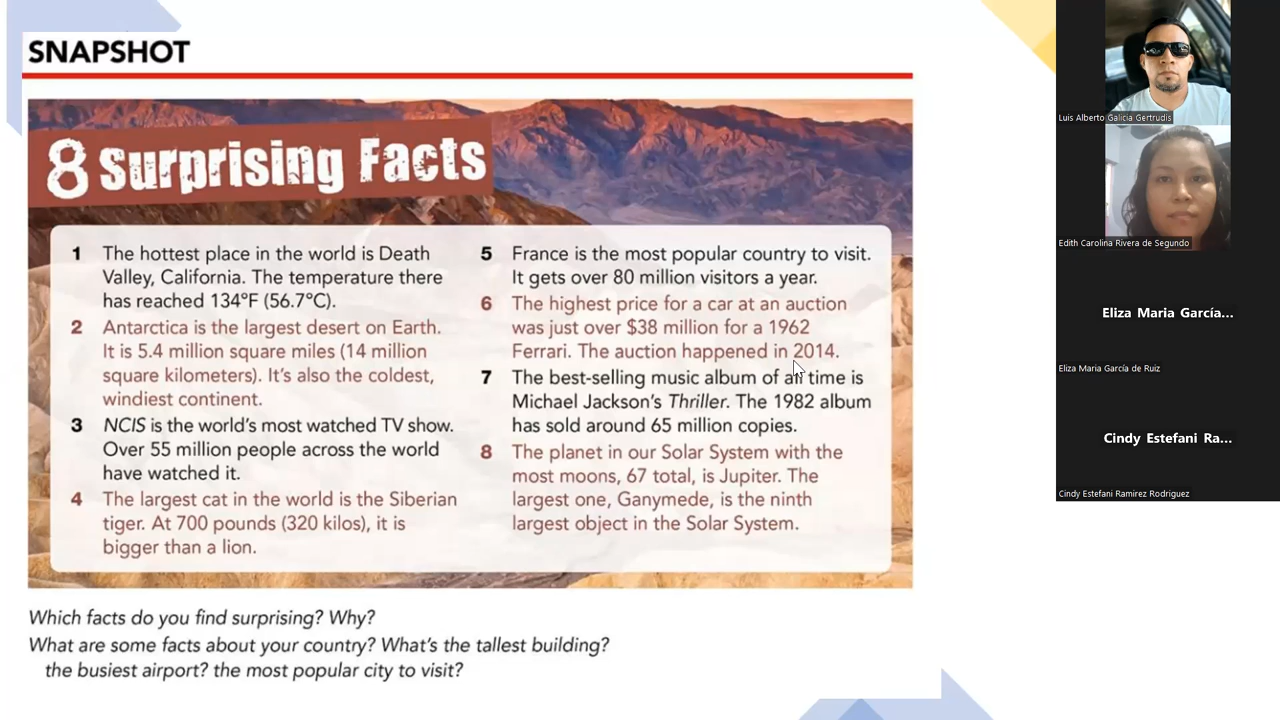 SNAPSHOT
8 Surprising Facts
1 The hottest place in the world is Death
Valley, California. The temperature there
has reached 134°F (56.7°C).
2 Antarctica is the largest desert on Earth.
It is 5.4 million square miles (14 million
square kilometers). It's also the coldest,
windiest continent.
3 NCIS is the world's most watched TV show.
Over 55 million people across the world
have watched it.
4 The largest cat in the world is the Siberian
tiger. At 700 pounds (320 kilos), it is
bigger than a lion.
5 France is the most popular country to visit.
It gets over 80 million visitors a year.
6 The highest price for a car at an auction
was just over $38 million for a 1962
Ferrari. The auction happened in 2014.
7 The best-selling music album of all time is
Michael Jackson's Thriller. The 1982 album
has sold around 65 million copies.
8 The planet in our Solar System with the
most moons, 67 total, is Jupiter. The
largest one, Ganymede, is the ninth
largest object in the Solar System.
Which facts do you find surprising? Why?
What are some facts about your country? What's the tallest building?
the busiest airport? the most popular city to visit?
Luis Alberto Galicia Gertrudis
Edith Carolina Rivera de Segundo
Eliza Maria García...
Eliza Maria García de Ruiz
Cindy Estefani Ra...
Cindy Estefani Ramirez Rodriguez